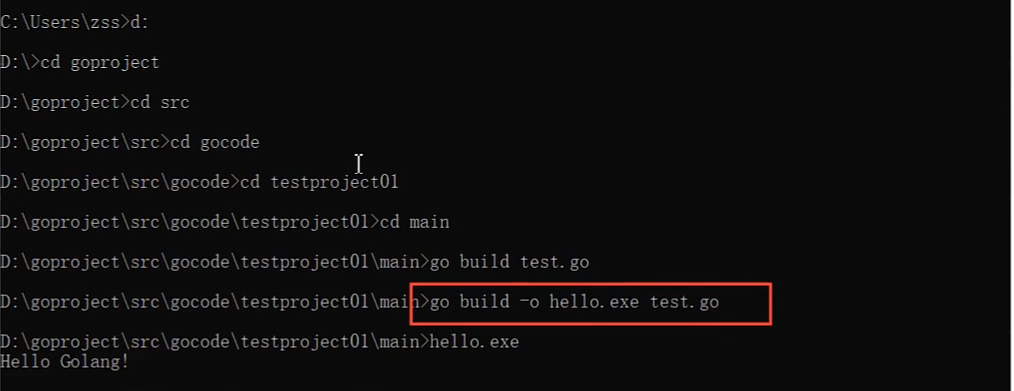 C:\Users\zss>d:
D:\>cd goproject
D:\goproject>cd src
D:\goproject\src>cd gocode
D:\goproject\src\gocode>cd testproject01
D:\goproject\src\gocode\testproject01>cd main
D:\goproject\src\gocode\testproject01\main>go build test.go
D:\goproject\src\gocode\testproject01\main>go build -o hello.exe test.go
D:\goproject\src\gocode\testproject01\main>hello.exe
Hello Golang!